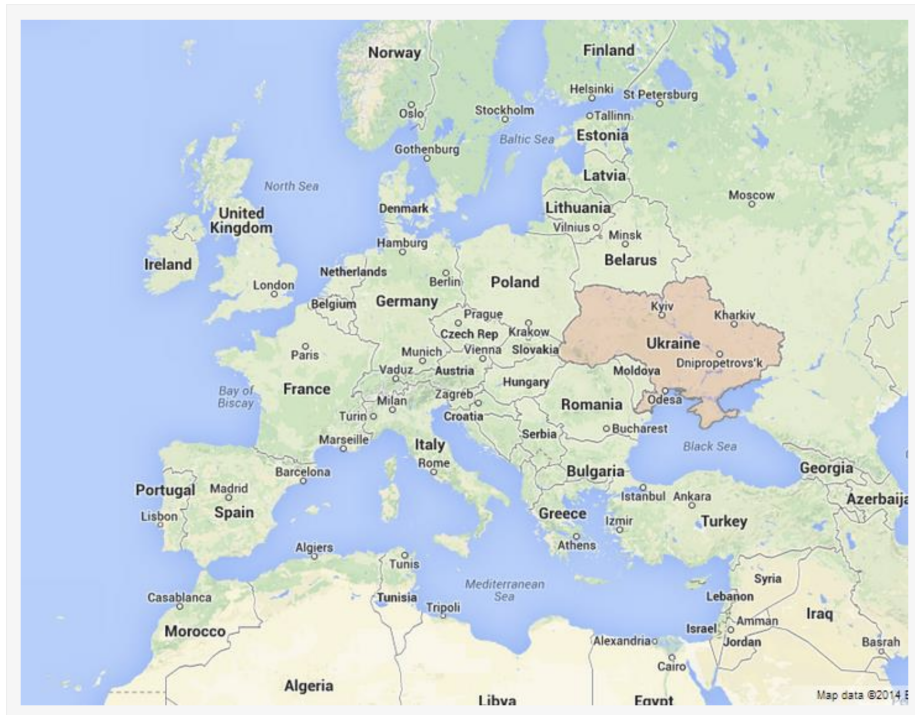 Norway
Finland
Helsinki
St Petersburg
Oslo
Stockholm
Tallinn
Baltic Sea
Estonia
Gothenburg
Latvia
North Sea
Moscow
Denmark
Lithuania
United
Kingdom
Vilnius
Minsk
Hamburg
Belarus
Ireland
Netherlands
London
Berlin
Poland
Belgium
Germany
Kyiv
Prague
Kharkiv
Czech Rep
Krakow
Ukraine
Paris
Munich
Vienna
Slovakia
Dnipropetrovs'k
Vaduz
Austria
Moldova
Bay of
Biscay
France
Hungary
Zagreb
Milan
Odesa
Romania
Turin
Croatia
Bucharest
Serbia
Marseille
Italy
Black Sea
Rome
Bulgaria
Georgia
Barcelona
Portugal
Madrid
Istanbul
Ankara
Azerbaija
Lisbon
Spain
Greece
Izmir
Turkey
Athens
Algiers
Tunis
Mediterranean
Sea
Syria
Casablanca
Tunisia
Lebanon
Tripoli
Iraq
Morocco
Israel
Amman
Alexandria
Jordan
Basrah
Cairo
Algeria
Libya
Egypt
Map data ©2014